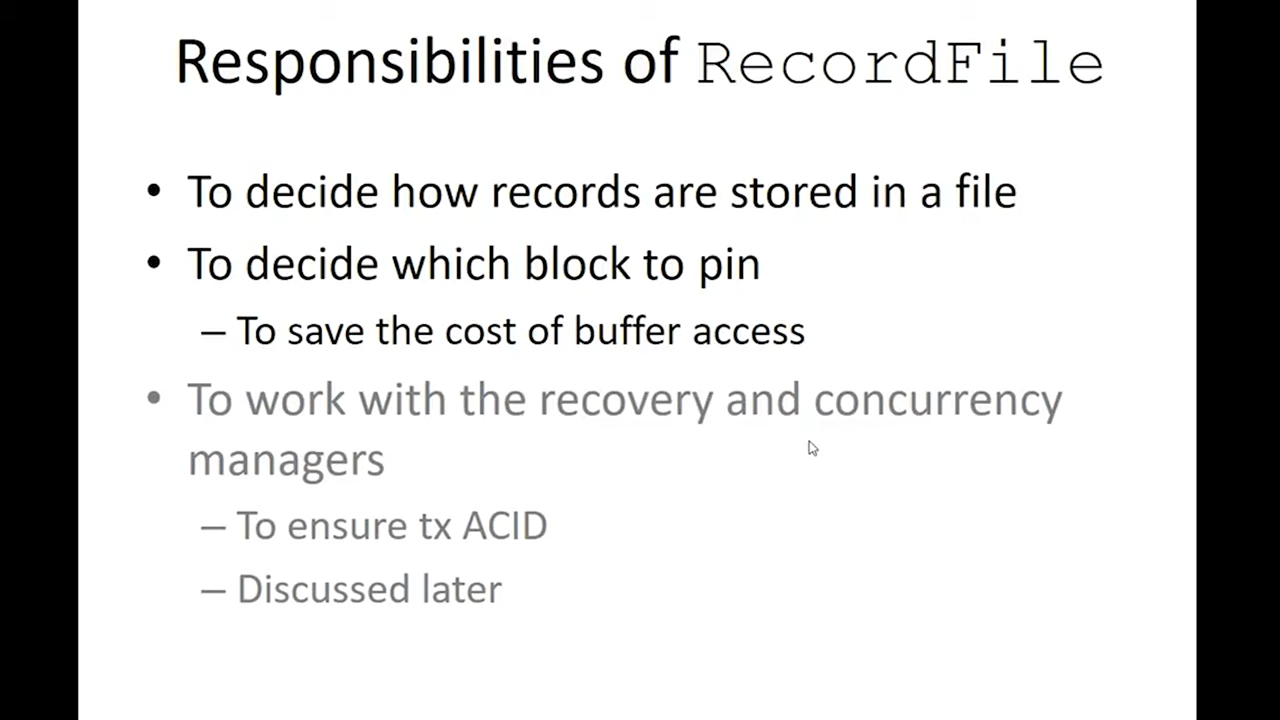 Responsibilities of RecordFile
• To decide how records are stored in a file
• To decide which block to pin
– To save the cost of buffer access
• To work with the recovery and concurrency
managers
– To ensure tx ACID
– Discussed later